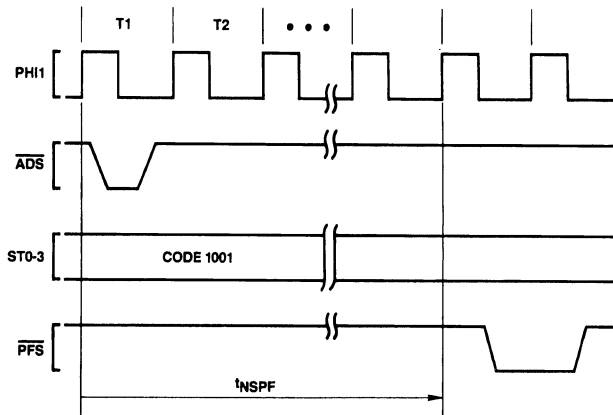 T1 T2 • • •
PHI1
ADS
ST0-3 CODE 1001
PFS
tNSPF